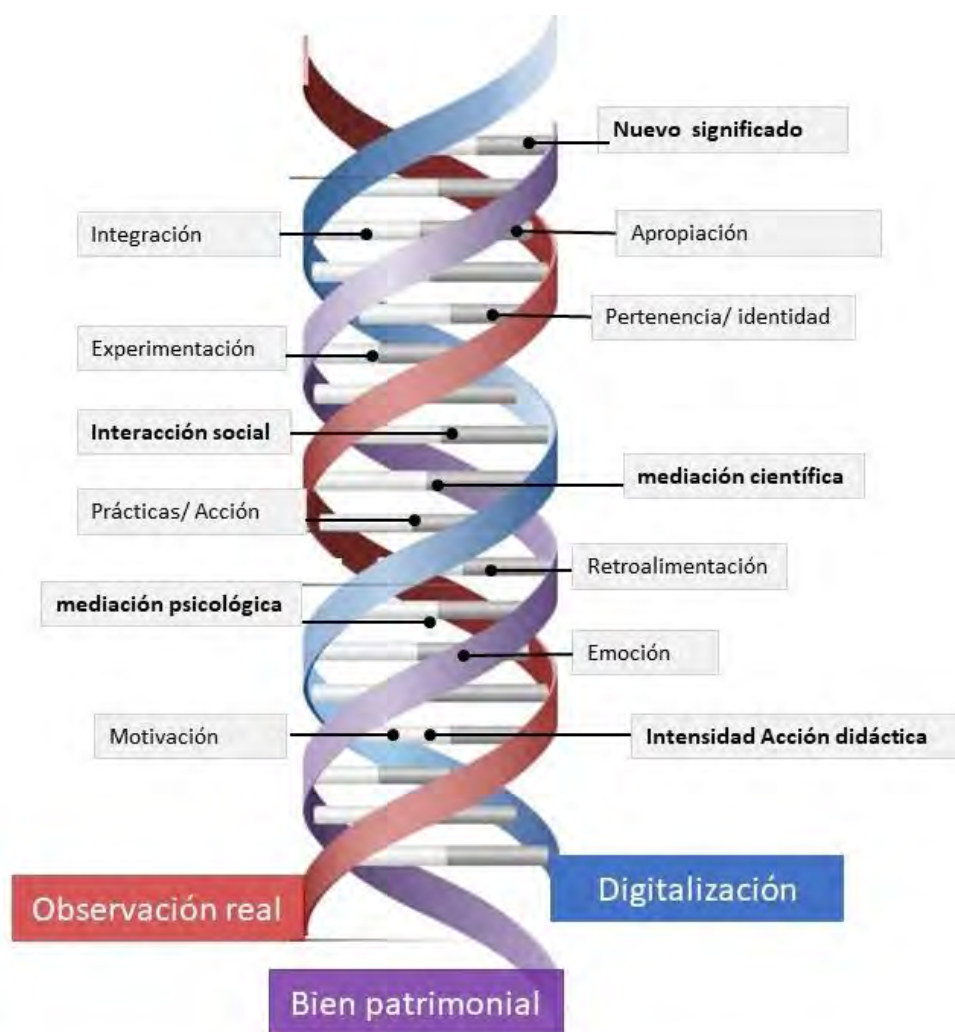 Nuevo significado
Integración
Apropiación
Pertenencia/ identidad
Experimentación
Interacción social
mediación científica
Prácticas/ Acción
Retroalimentación
mediación psicológica
Emoción
Motivación
Intensidad Acción didáctica
Digitalización
Observación real
Bien patrimonial